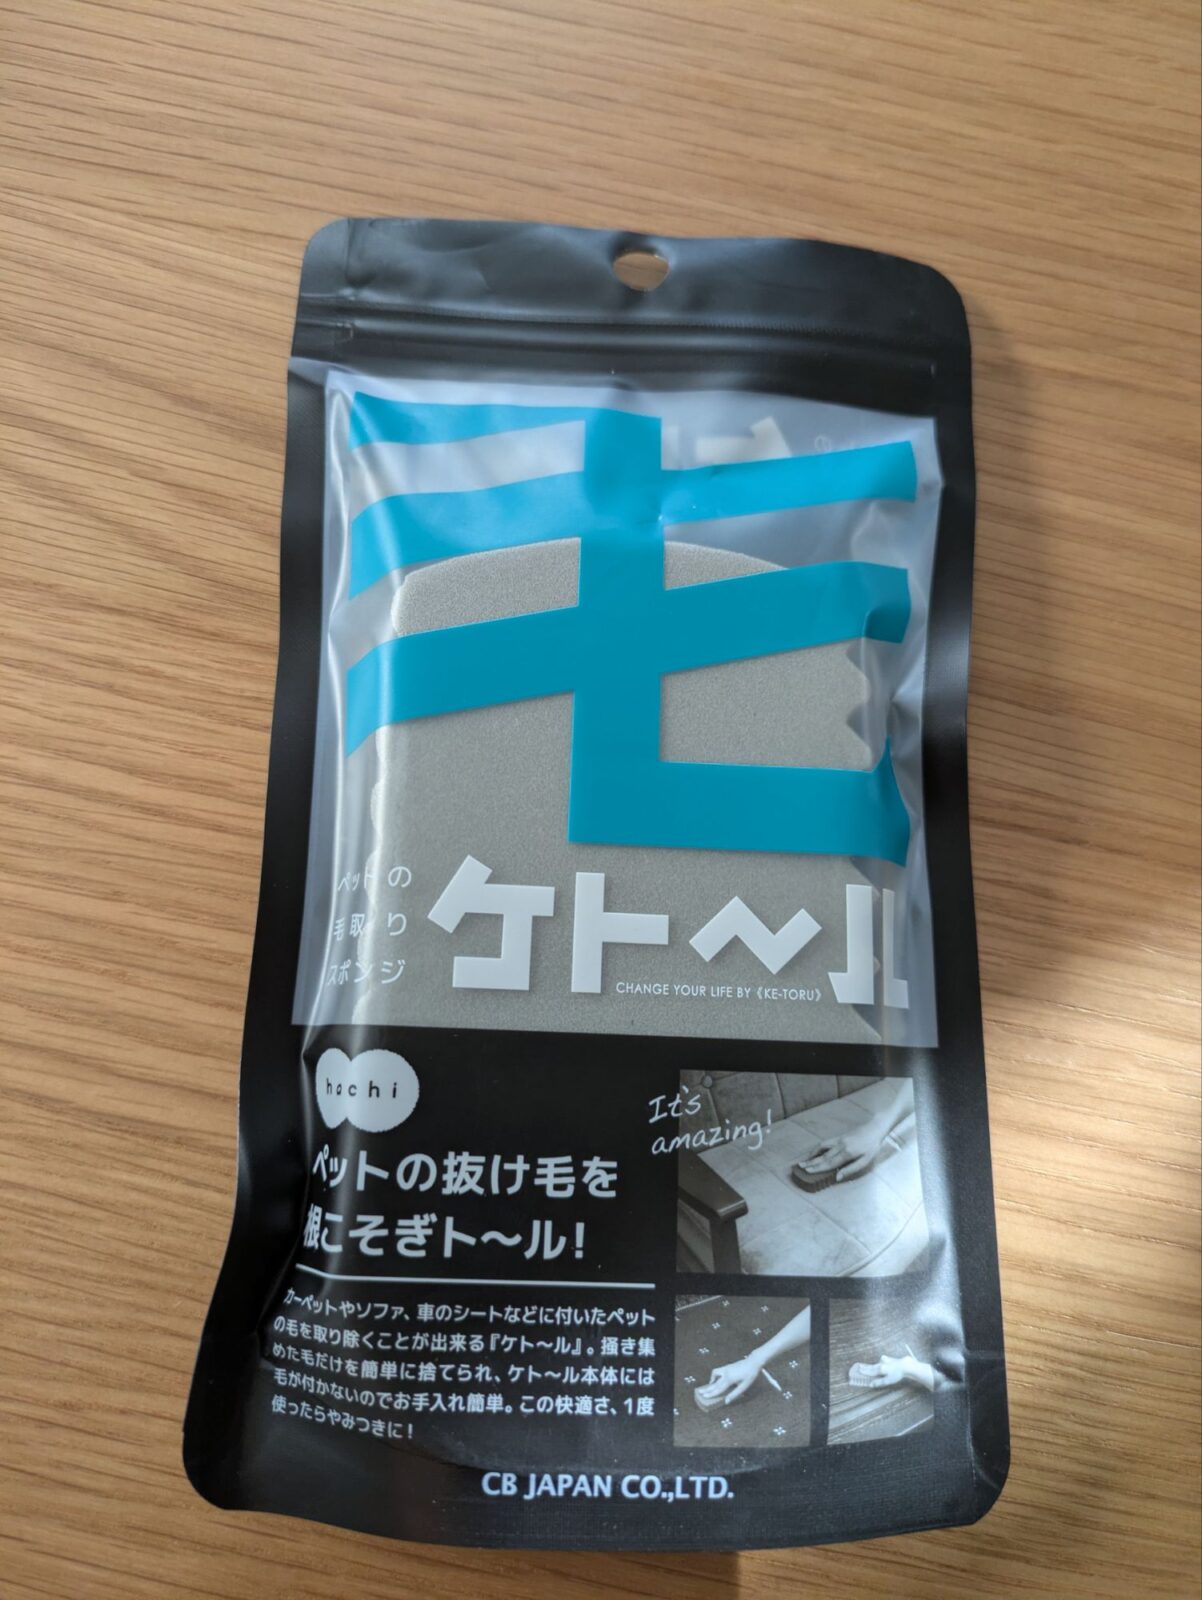 毛
ペットの
毛取り
スポンジ
ケト〜ル
CHANGE YOUR LIFE BY《KE-TORU》
hachi
It's
amazing!
ペットの抜け毛を
根こそぎト〜ル!
カーペットやソファ、車のシートなどに付いたペット
の毛を取り除くことが出来る『ケト〜ル』。掻き集
めた毛だけを簡単に捨てられ、ケト〜ル本体には
毛が付かないのでお手入れ簡単。この快適さ、1度
使ったらやみつきに!
CB JAPAN CO.,LTD.